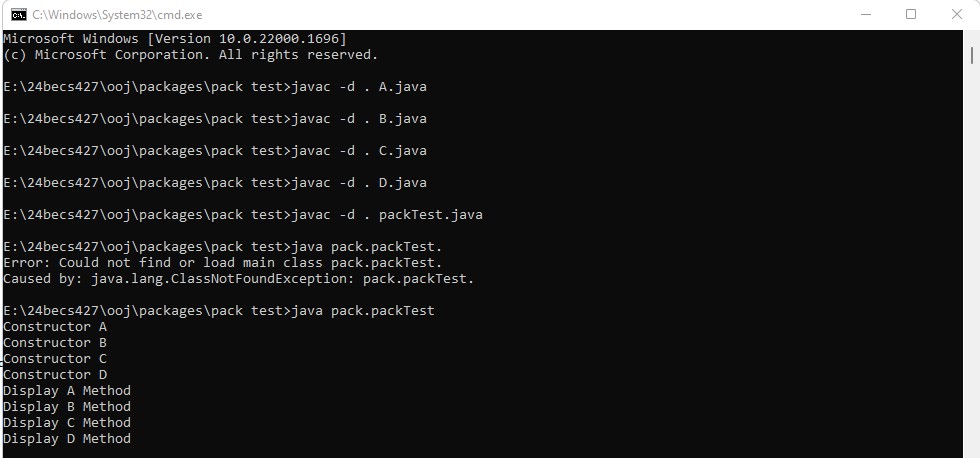 C:\Windows\System32\cmd.exe
Microsoft Windows [Version 10.0.22000.1696]
(c) Microsoft Corporation. All rights reserved.
E:\24becs427\ooj\packages\pack test>javac -d . A.java
E:\24becs427\ooj\packages\pack test>javac -d . B.java
E:\24becs427\ooj\packages\pack test>javac -d . C.java
E:\24becs427\ooj\packages\pack test>javac -d . D.java
E:\24becs427\ooj\packages\pack test>javac -d . packTest.java
E:\24becs427\ooj\packages\pack test>java pack.packTest.
Error: Could not find or load main class pack.packTest.
Caused by: java.lang.ClassNotFoundException: pack.packTest.
E:\24becs427\ooj\packages\pack test>java pack.packTest
Constructor A
Constructor B
Constructor C
Constructor D
Display A Method
Display B Method
Display C Method
Display D Method